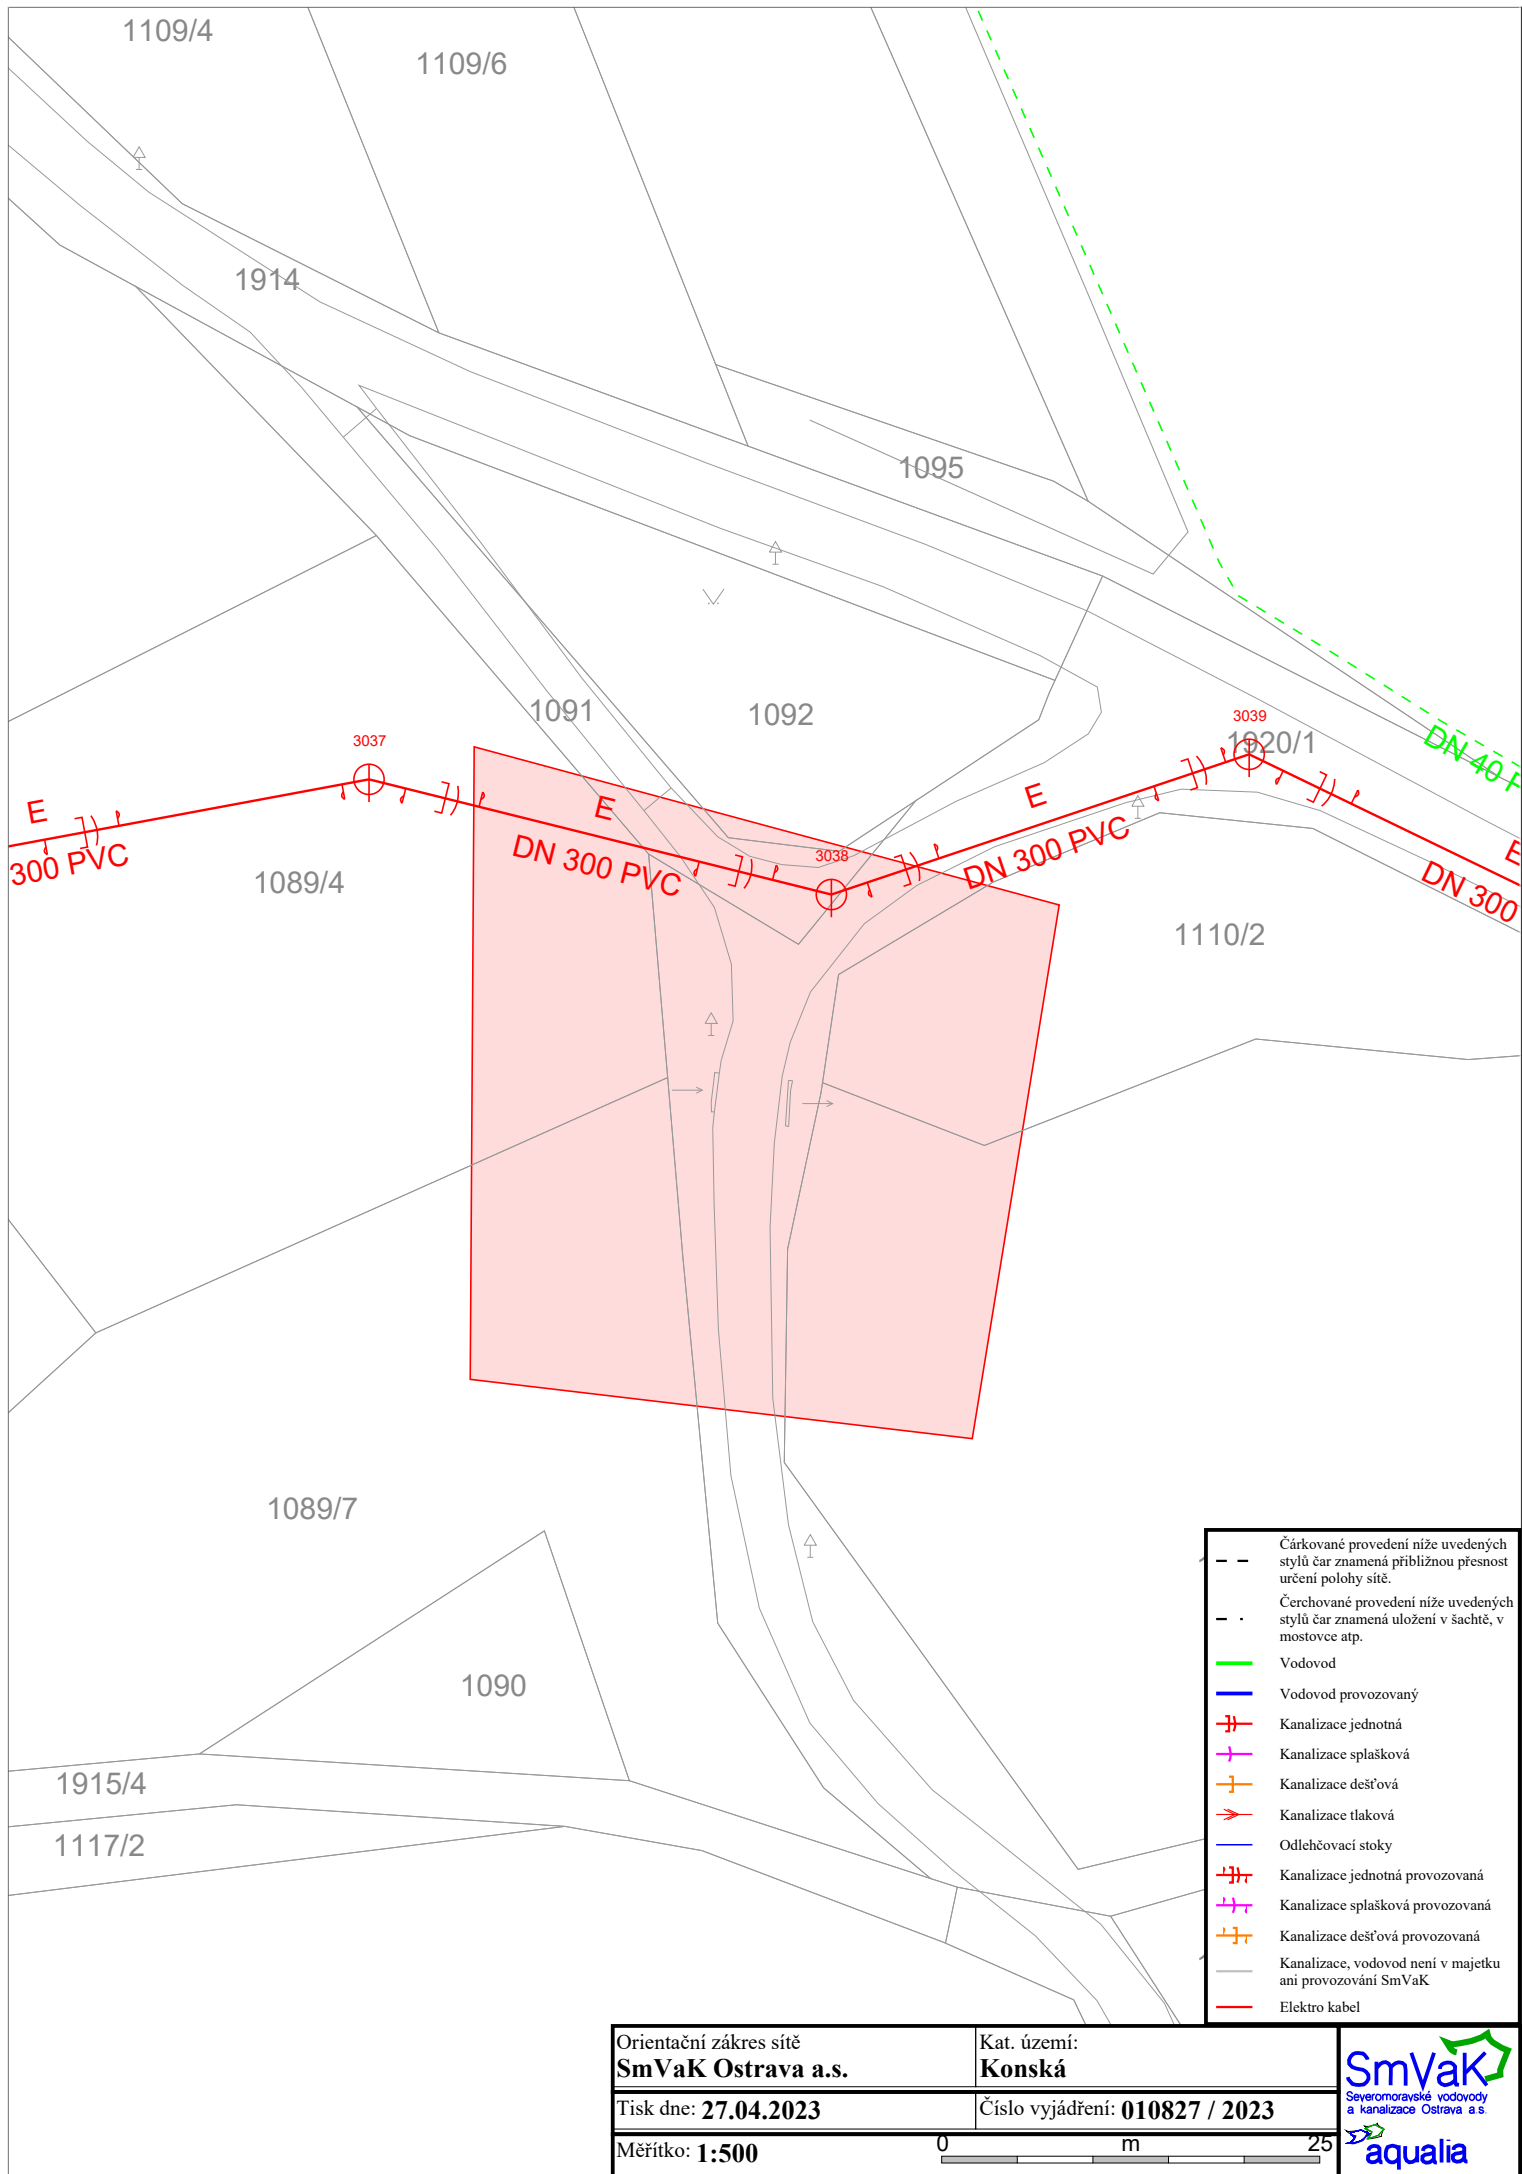 1109/4
1109/6
1914
1095
1091
1092
3037
3039
1920/1
DN 40 P
E
E
E
E
300 PVC
DN 300 PVC
3038
DN 300 PVC
DN 300
1089/4
1110/2
1089/7
1090
1915/4
1117/2
Čárkované provedení níže uvedených
stylů čar znamená přibližnou přesnost
určení polohy sítě.
Čerchované provedení níže uvedených
stylů čar znamená uložení v šachtě, v
mostovce atp.
Vodovod
Vodovod provozovaný
Kanalizace jednotná
Kanalizace splašková
Kanalizace dešťová
Kanalizace tlaková
Odlehčovací stoky
Kanalizace jednotná provozovaná
Kanalizace splašková provozovaná
Kanalizace dešťová provozovaná
Kanalizace, vodovod není v majetku
ani provozování SmVaK
Elektro kabel
Orientační zákres sítě
SmVaK Ostrava a.s.
Kat. území:
Konská
Tisk dne: 27.04.2023
Číslo vyjádření: 010827 / 2023
Měřítko: 1:500
0 m 25
SmVaK
Severomoravské vodovody
a kanalizace Ostrava a.s.
aqualia